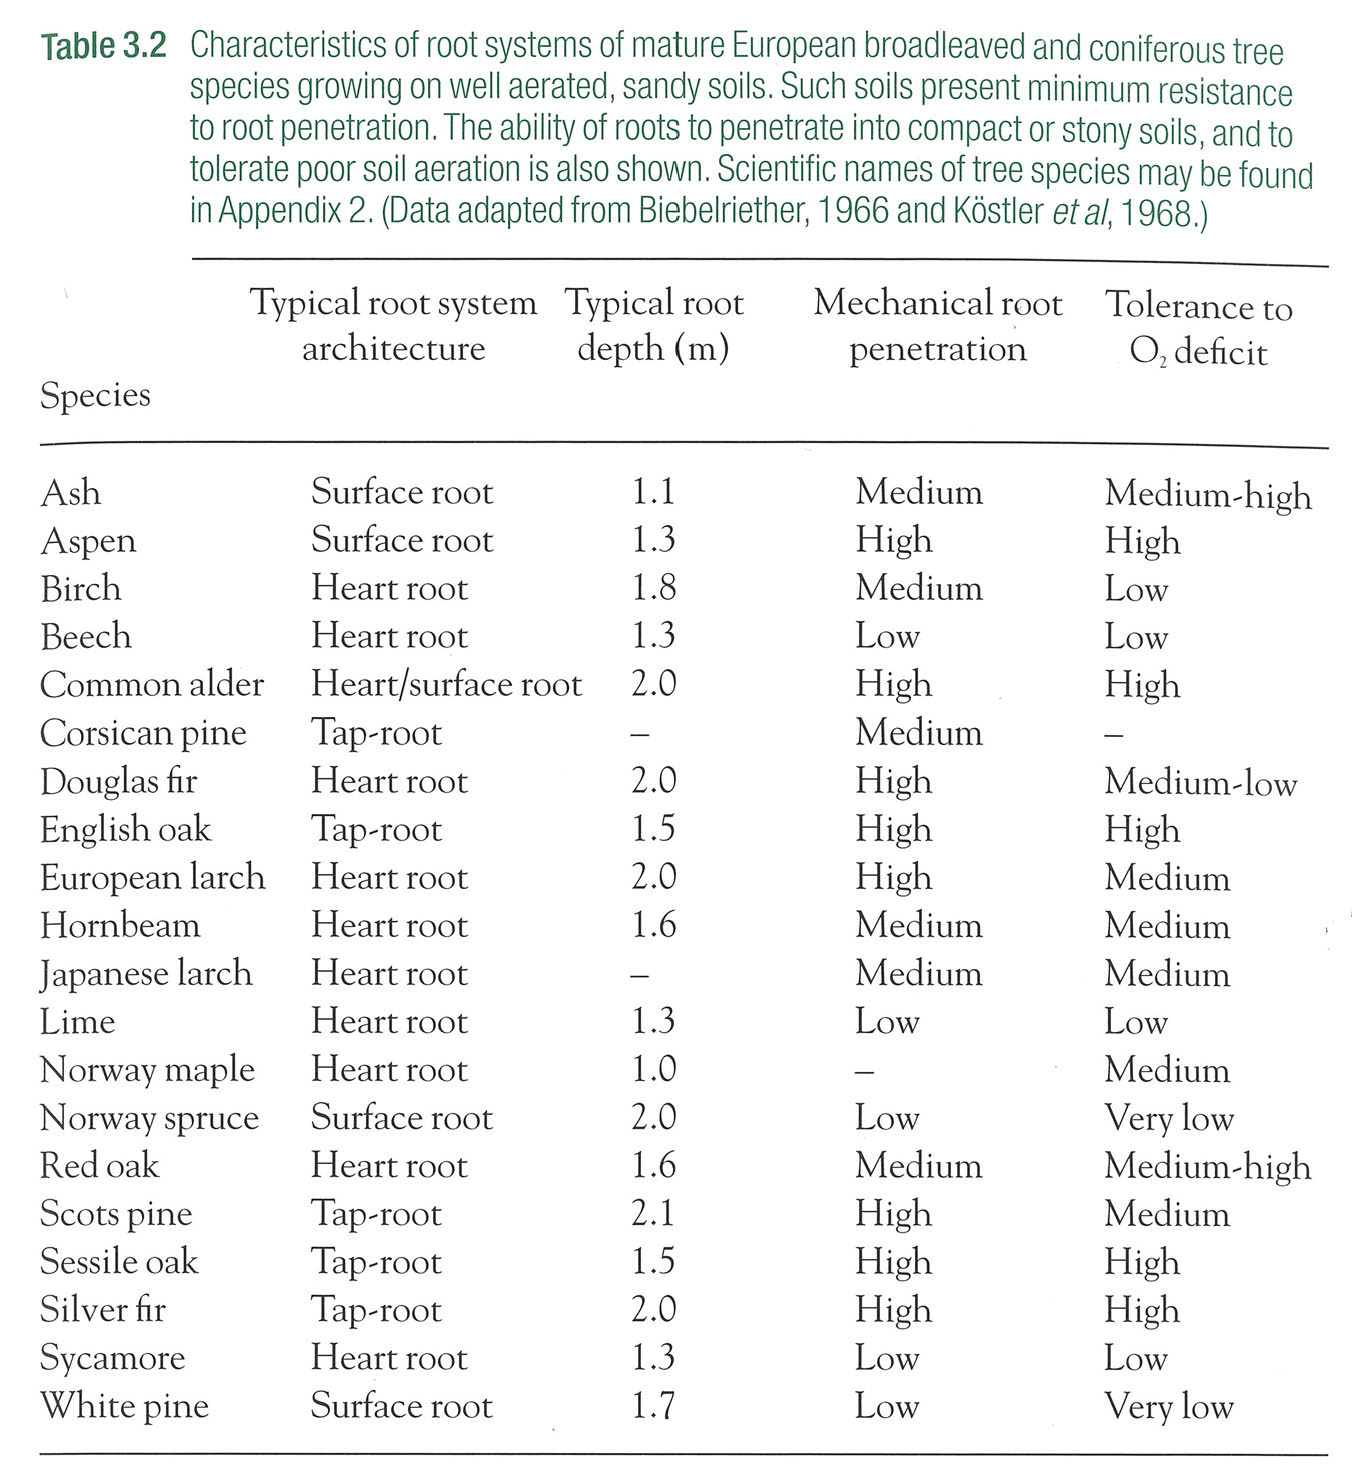 Table 3.2 Characteristics of root systems of mature European broadleaved and coniferous tree
species growing on well aerated, sandy soils. Such soils present minimum resistance
to root penetration. The ability of roots to penetrate into compact or stony soils, and to
tolerate poor soil aeration is also shown. Scientific names of tree species may be found
in Appendix 2. (Data adapted from Biebelriether, 1966 and Köstler et al, 1968.)
Typical root system Typical root Mechanical root Tolerance to
architecture depth (m) penetration O₂ deficit
Species
Ash Surface root 1.1 Medium Medium-high
Aspen Surface root 1.3 High High
Birch Heart root 1.8 Medium Low
Beech Heart root 1.3 Low Low
Common alder Heart/surface root 2.0 High High
Corsican pine Tap-root – Medium –
Douglas fir Heart root 2.0 High Medium-low
English oak Tap-root 1.5 High High
European larch Heart root 2.0 High Medium
Hornbeam Heart root 1.6 Medium Medium
Japanese larch Heart root – Medium Medium
Lime Heart root 1.3 Low Low
Norway maple Heart root 1.0 – Medium
Norway spruce Surface root 2.0 Low Very low
Red oak Heart root 1.6 Medium Medium-high
Scots pine Tap-root 2.1 High Medium
Sessile oak Tap-root 1.5 High High
Silver fir Tap-root 2.0 High High
Sycamore Heart root 1.3 Low Low
White pine Surface root 1.7 Low Very low